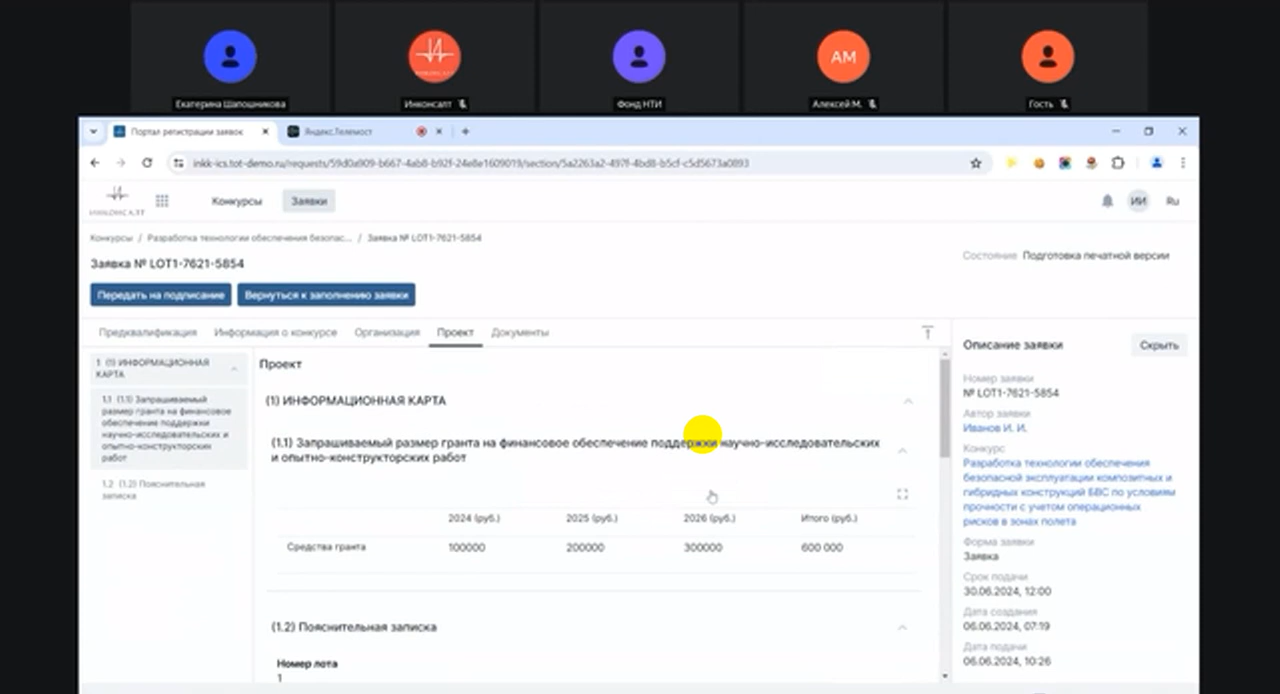 Екатерина Шапошникова
Инконсалт
Фонд НТИ
АМ
Алексей М.
Гость
Портал регистрации заявок
Яндекс.Телемост
inkk-ics.tot-demo.ru/requests/59d0a909-b667-4ab8-b92f-24e8e1609019/section/5a2263a2-497f-4bd8-b5cf-c5d5673a0893
ИНКОНСАЛТ
Конкурсы
Заявки
ИИ
Ru
Конкурсы / Разработка технологии обеспечения безопас... / Заявка № LOT1-7621-5854
Состояние Подготовка печатной версии
Заявка № LOT1-7621-5854
Передать на подписание
Вернуться к заполнению заявки
Предквалификация
Информация о конкурсе
Организация
Проект
Документы
1 (1) ИНФОРМАЦИОННАЯ
КАРТА
1.1 (1.1) Запрашиваемый
размер гранта на финансовое
обеспечение поддержки
научно-исследовательских и
опытно-конструкторских
работ
1.2 (1.2) Пояснительная
записка
Проект
(1) ИНФОРМАЦИОННАЯ КАРТА
(1.1) Запрашиваемый размер гранта на финансовое обеспечение поддержки научно-исследовательских
и опытно-конструкторских работ
2024 (руб.) 2025 (руб.) 2026 (руб.) Итого (руб.)
Средства гранта 100000 200000 300000 600 000
(1.2) Пояснительная записка
Номер лота
1
Описание заявки
Скрыть
Номер заявки
№ LOT1-7621-5854
Автор заявки
Иванов И. И.
Конкурс
Разработка технологии обеспечения
безопасной эксплуатации композитных и
гибридных конструкций БВС по условиям
прочности с учетом операционных
рисков в зонах полета
Форма заявки
Заявка
Срок подачи
30.06.2024, 12:00
Дата создания
06.06.2024, 07:19
Дата подачи
06.06.2024, 10:26